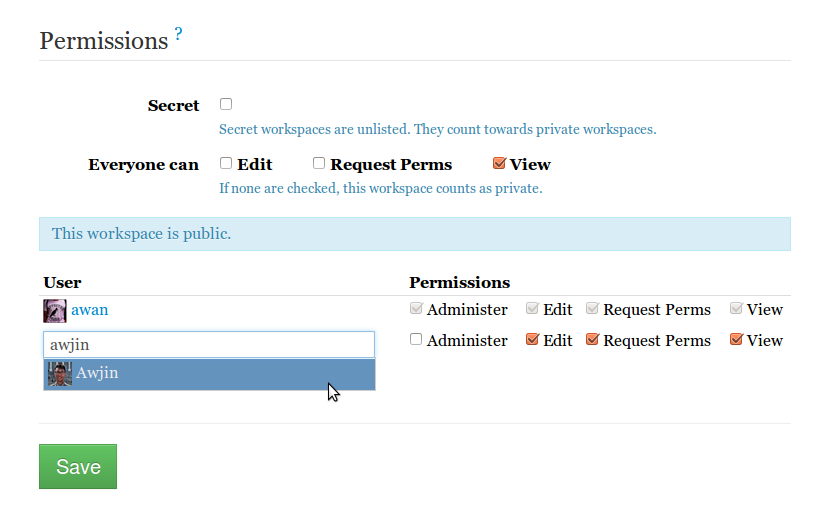 Permissions ?
Secret
Secret workspaces are unlisted. They count towards private workspaces.
Everyone can Edit Request Perms View
If none are checked, this workspace counts as private.
This workspace is public.
User Permissions
awan Administer Edit Request Perms View
awjin Administer Edit Request Perms View
Awjin
Save